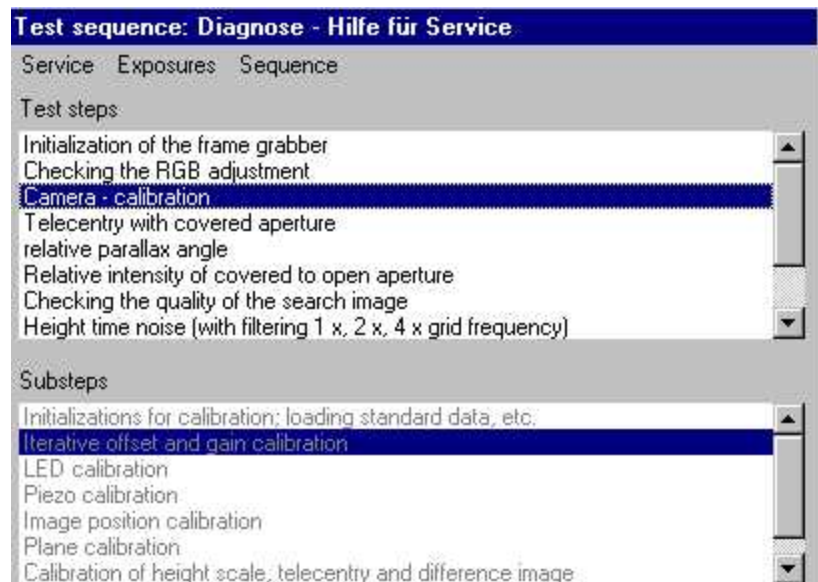 Test sequence: Diagnose - Hilfe für Service
Service Exposures Sequence
Test steps
Initialization of the frame grabber
Checking the RGB adjustment
Camera - calibration
Telecentry with covered aperture
relative parallax angle
Relative intensity of covered to open aperture
Checking the quality of the search image
Height time noise (with filtering 1 x, 2 x, 4 x grid frequency)
Substeps
Initializations for calibration; loading standard data, etc.
Iterative offset and gain calibration
LED calibration
Piezo calibration
Image position calibration
Plane calibration
Calibration of height scale, telecentry and difference image